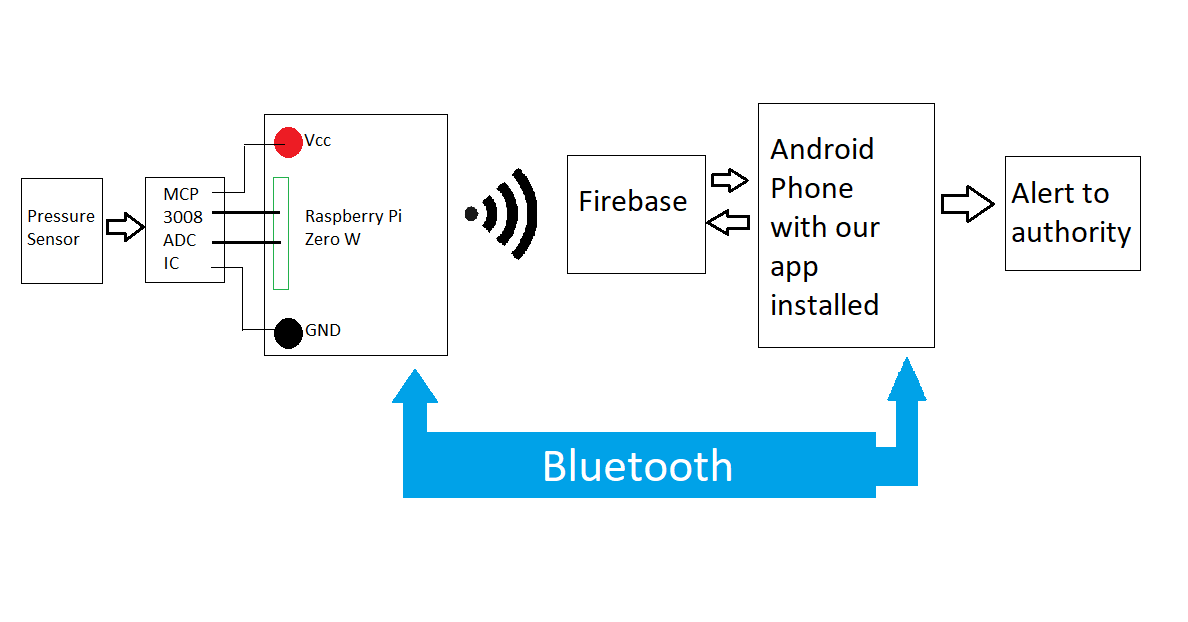 Pressure
Sensor
MCP
3008
ADC
IC
Vcc
Raspberry Pi
Zero W
GND
Firebase
Android
Phone
with our
app
installed
Alert to
authority
Bluetooth